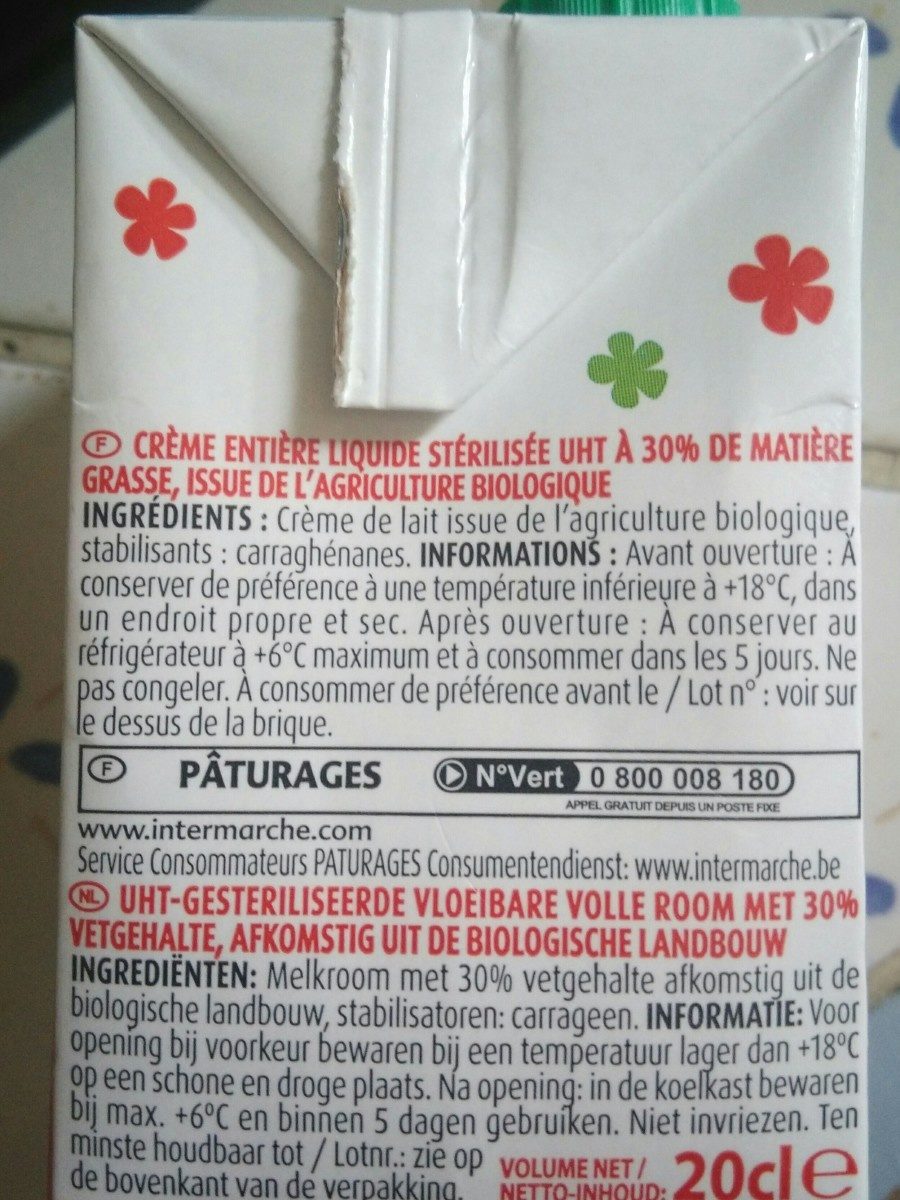 F CRÈME ENTIÈRE LIQUIDE STÉRILISÉE UHT À 30% DE MATIÈRE
GRASSE, ISSUE DE L'AGRICULTURE BIOLOGIQUE
INGRÉDIENTS : Crème de lait issue de l'agriculture biologique,
stabilisants : carraghénanes. INFORMATIONS : Avant ouverture : À
conserver de préférence à une température inférieure à +18°C, dans
un endroit propre et sec. Après ouverture : À conserver au
réfrigérateur à +6°C maximum et à consommer dans les 5 jours. Ne
pas congeler. À consommer de préférence avant le / Lot n° : voir sur
le dessus de la brique.
F PÂTURAGES N°Vert 0 800 008 180
APPEL GRATUIT DEPUIS UN POSTE FIXE
www.intermarche.com
Service Consommateurs PATURAGES Consumentendienst: www.intermarche.be
NL UHT-GESTERILISEERDE VLOEIBARE VOLLE ROOM MET 30%
VETGEHALTE, AFKOMSTIG UIT DE BIOLOGISCHE LANDBOUW
INGREDIËNTEN: Melkroom met 30% vetgehalte afkomstig uit de
biologische landbouw, stabilisatoren: carrageen. INFORMATIE: Voor
opening bij voorkeur bewaren bij een temperatuur lager dan +18°C
op een schone en droge plaats. Na opening: in de koelkast bewaren
bij max. +6°C en binnen 5 dagen gebruiken. Niet invriezen. Ten
minste houdbaar tot / Lotnr.: zie op
de bovenkant van de verpakking.
VOLUME NET /
NETTO-INHOUD: 20cl e